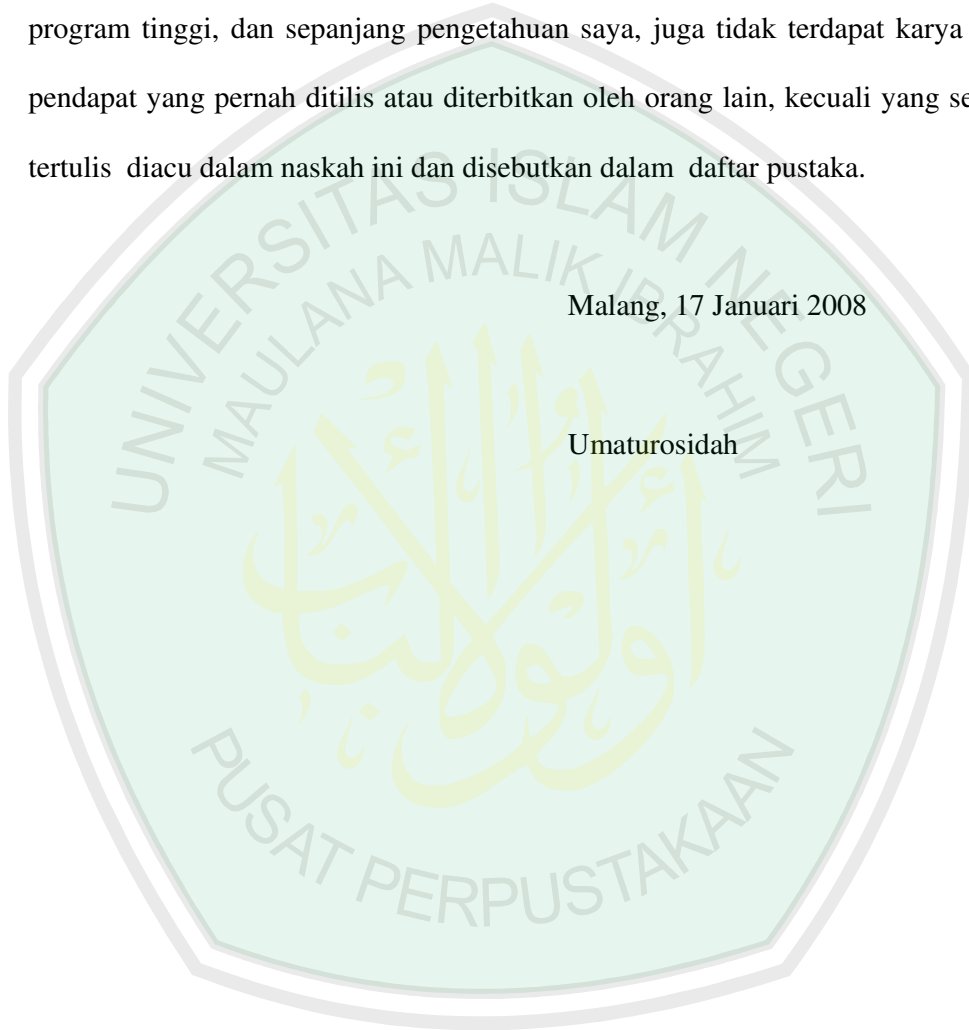 program tinggi, dan sepanjang pengetahuan saya, juga tidak terdapat karya
pendapat yang pernah ditilis atau diterbitkan oleh orang lain, kecuali yang se
tertulis diacu dalam naskah ini dan disebutkan dalam daftar pustaka.
UNIVERSITAS ISLAM NEGERI
MAULANA MALIK IBRAHIM
Malang, 17 Januari 2008
Umaturosidah
أولوا الألباب
PUSAT PERPUSTAKAAN